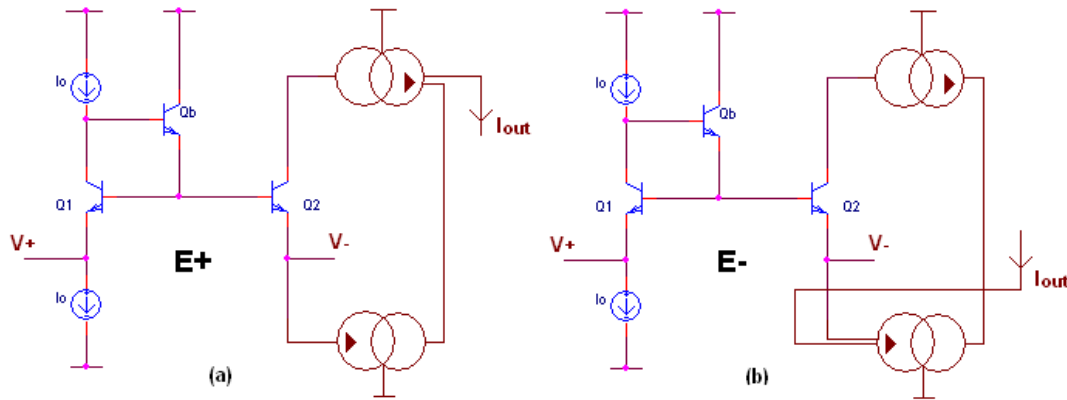 Io
Qb
Iout
Q1
Q2
V+
V-
E+
Io
(a)
Io
Qb
Q1
Q2
V+
V-
E-
Iout
Io
(b)